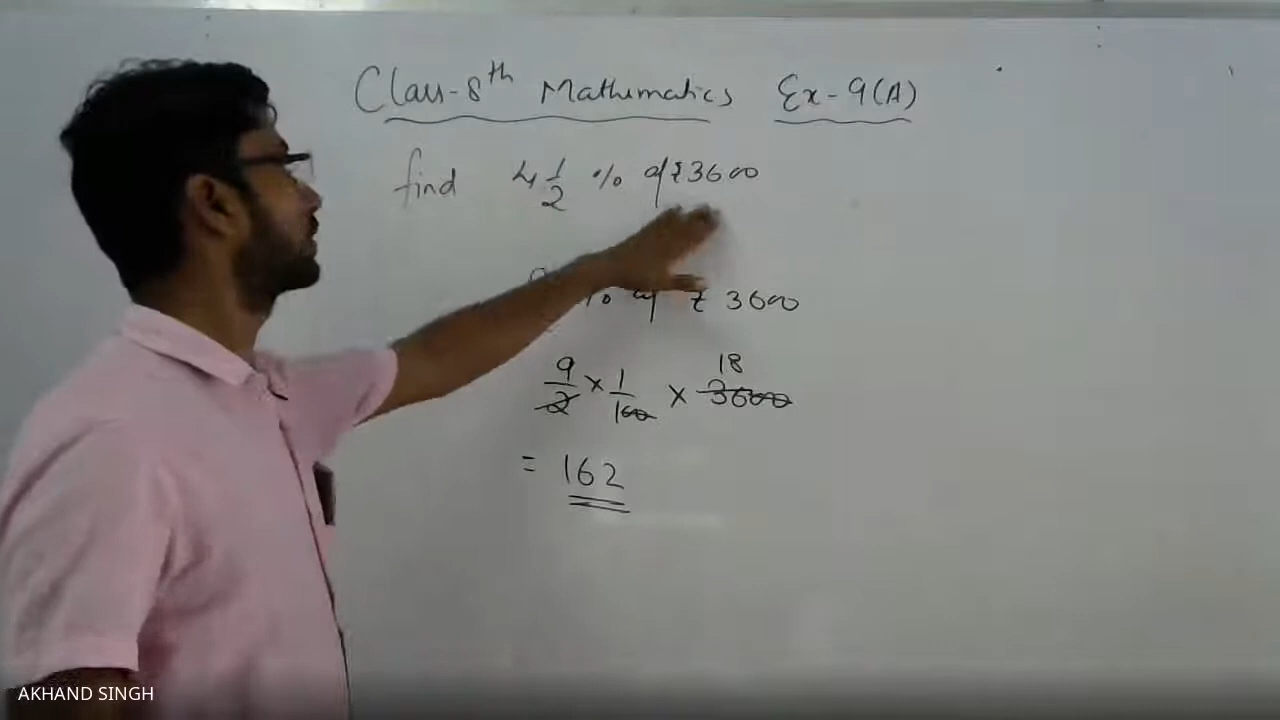 Class-8th Mathematics Ex-9(A)
find 4 1/2 % of ₹3600
9 % of ₹ 3600
9/2 × 1/100 × 3600 18
= 162
AKHAND SINGH